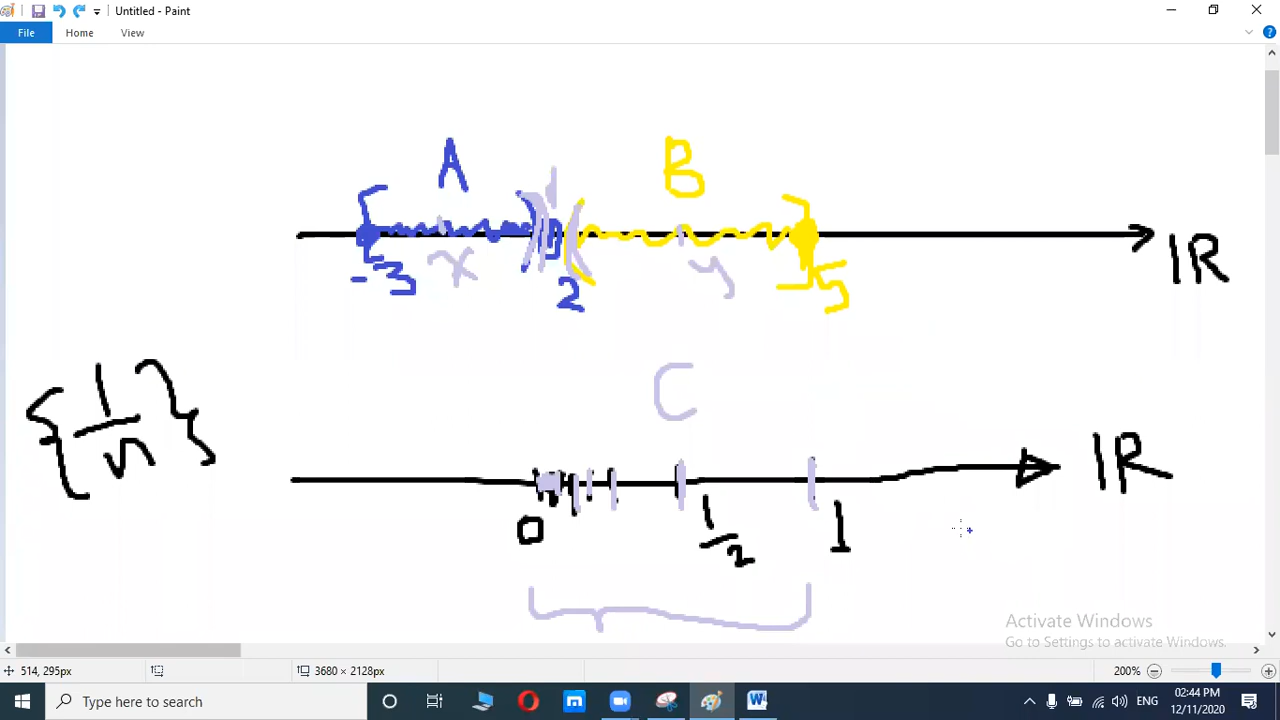 Untitled - Paint
File Home View
A B
-3 x 2 y 5 IR
C
{1/n}
0 1/2 1 IR
Activate Windows
Go to Settings to activate Windows.
514, 295px 3680 × 2128px 200%
Type here to search
ENG 02:44 PM
12/11/2020